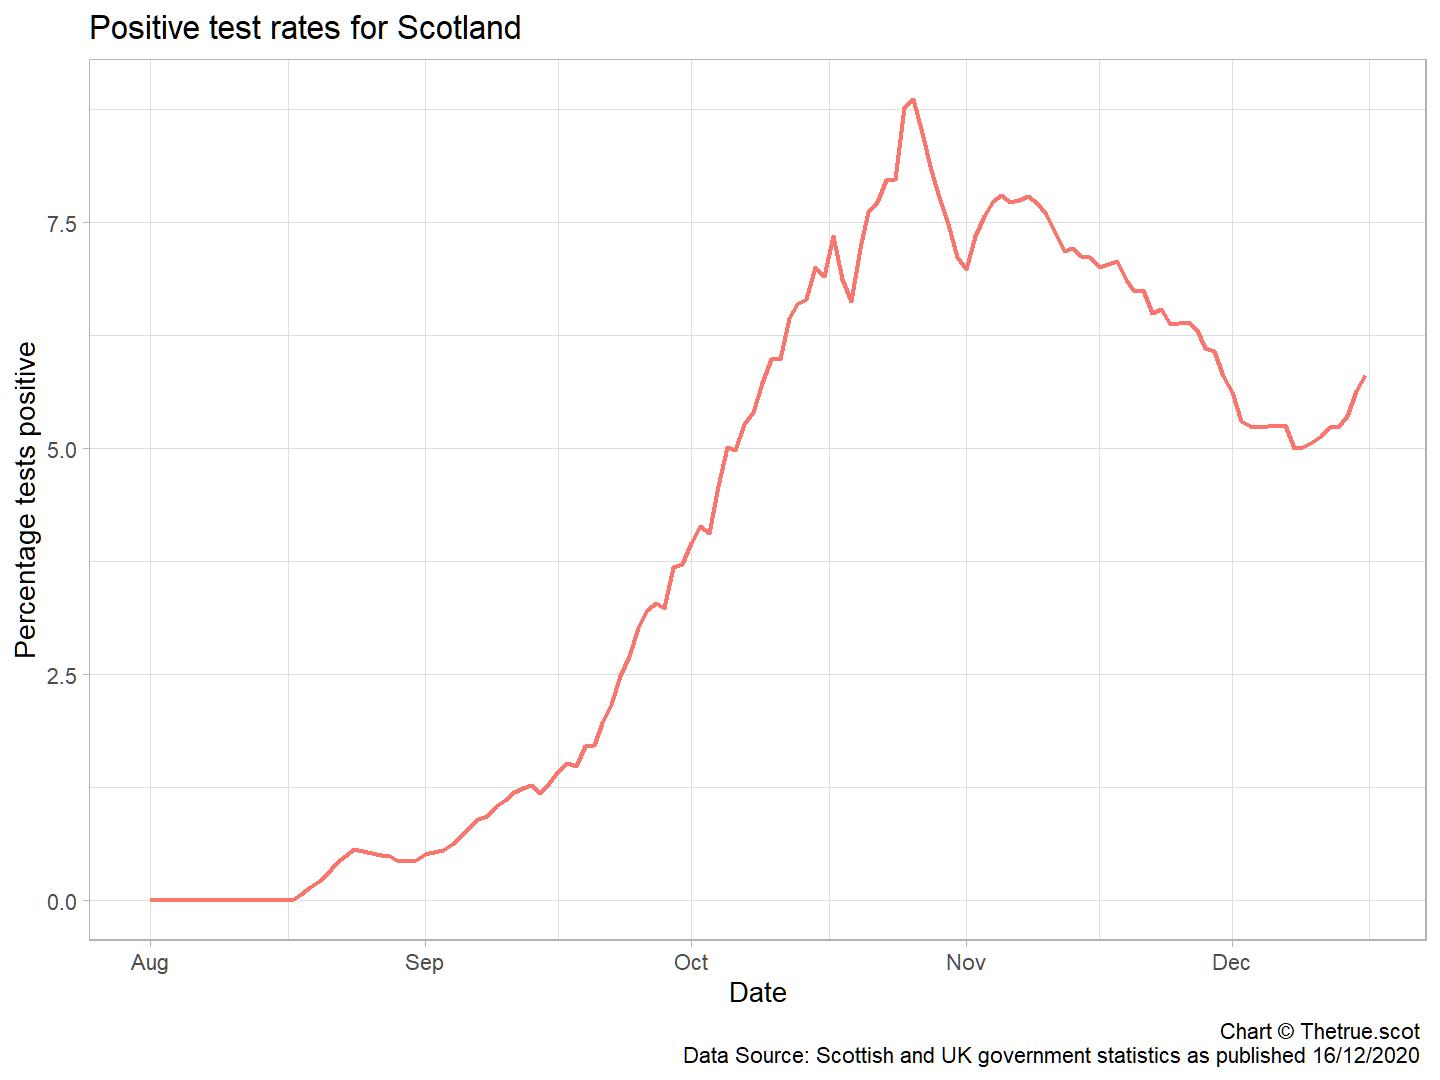 Positive test rates for Scotland
Percentage tests positive
7.5
5.0
2.5
0.0
Aug Sep Oct Nov Dec
Date
Chart © Thetrue.scot
Data Source: Scottish and UK government statistics as published 16/12/2020